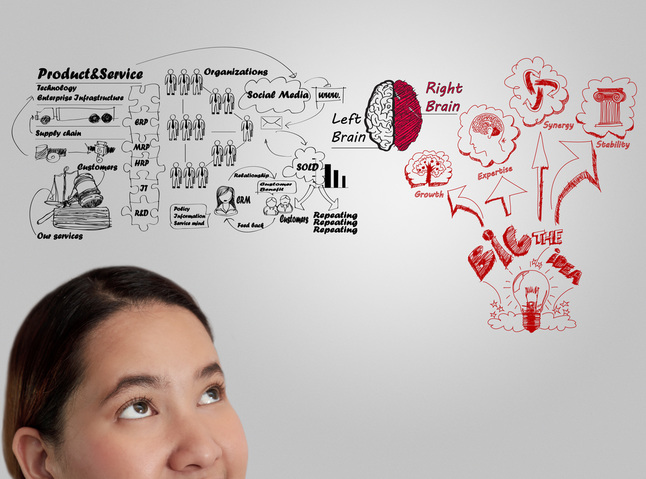 Product&Service
Technology
Enterprise Infrastructure
Supply chain
Customers
Our services
ERP
MRP
HRP
IT
R&D
Organizations
Social Media
www.
SOLD
Relationship
Customer
Benefit
CRM
Policy
Information
Service mind
Feed back
Customers
Repeating
Repeating
Repeating
Left
Brain
Right
Brain
Growth
Expertise
Synergy
Stability
BIG THE
IDEA